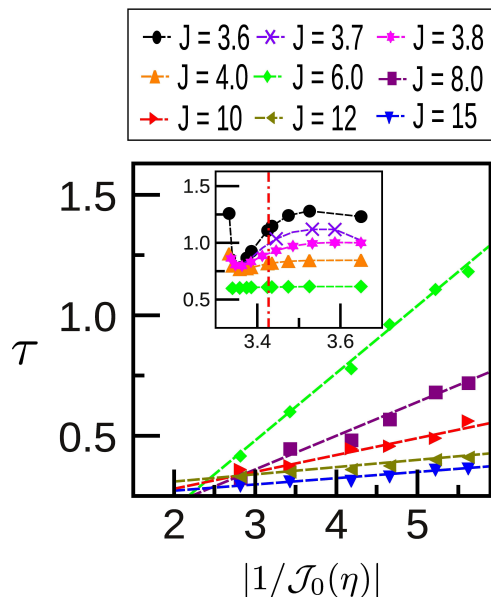 J = 3.6 J = 3.7 J = 3.8
J = 4.0 J = 6.0 J = 8.0
J = 10 J = 12 J = 15
1.5
1.0
0.5
τ
1.5
1.0
0.5
3.4 3.6
2 3 4 5
|1/𝒥₀(η)|